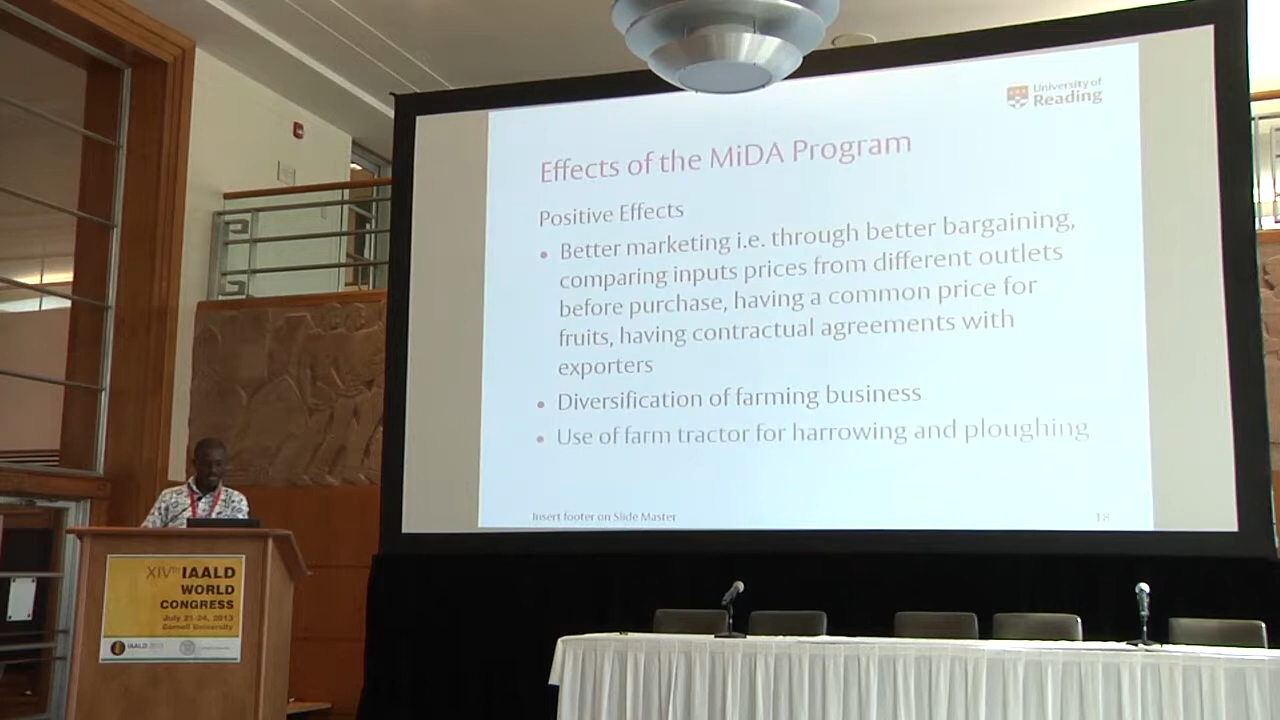 University of
Reading
Effects of the MiDA Program
Positive Effects
• Better marketing i.e. through better bargaining,
comparing inputs prices from different outlets
before purchase, having a common price for
fruits, having contractual agreements with
exporters
• Diversification of farming business
• Use of farm tractor for harrowing and ploughing
Insert footer on Slide Master
18
XIVth IAALD
WORLD
CONGRESS
July 21-24, 2013
Cornell University
IAALD 2013